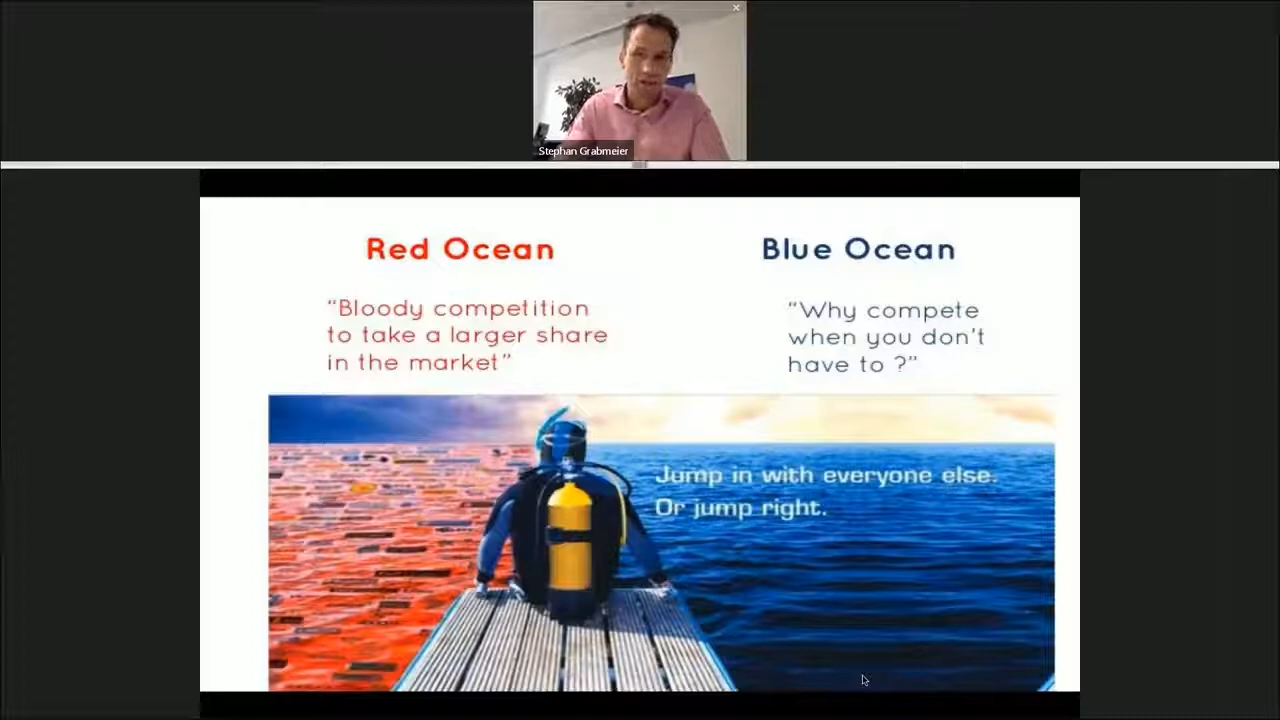 Stephan Grabmeier
Red Ocean
Blue Ocean
“Bloody competition
to take a larger share
in the market”
“Why compete
when you don't
have to ?”
Jump in with everyone else.
Or jump right.